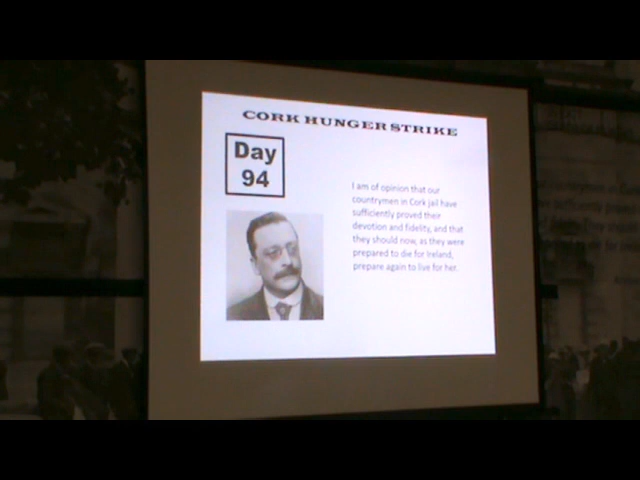 CORK HUNGER STRIKE
Day
94
I am of opinion that our
countrymen in Cork jail have
sufficiently proved their
devotion and fidelity, and that
they should now, as they were
prepared to die for Ireland,
prepare again to live for her.